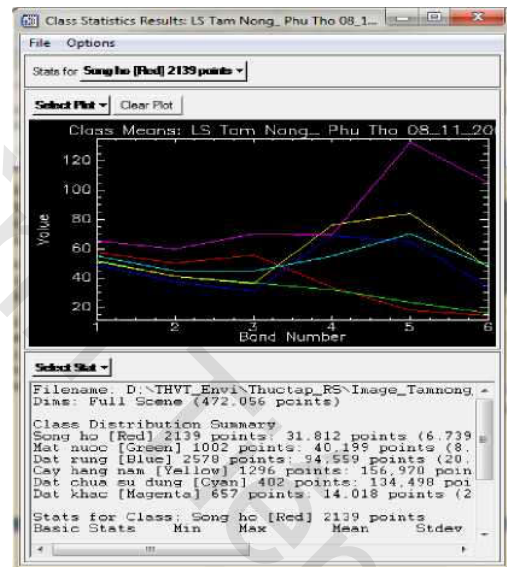 Class Statistics Results: LS Tam Nong_ Phu Tho 08_1...
File Options
Stats for Song ho [Red] 2139 points
Select Plot Clear Plot
Class Means: LS Tam Nong_ Phu Tho 08_11_20
120
100
80
60
40
20
Value
1 2 3 4 5 6
Band Number
Select Stat
Filename: D:\THVT_Envi\Thuctap_RS\Image_Tamnong
Dims: Full Scene (472.056 points)
Class Distribution Summary
Song ho [Red] 2139 points: 31.812 points (6.739
Mat nuoc [Green] 1002 points: 40.199 points (8.
Dat rung [Blue] 2578 points: 94.559 points (20.
Cay hang nam [Yellow] 1296 points: 156,970 poin
Dat chua su dung [Cyan] 402 points: 134,498 poi
Dat khac [Magenta] 657 points: 14.018 points (2
Stats for Class: Song ho [Red] 2139 points
Basic Stats Min Max Mean Stdev